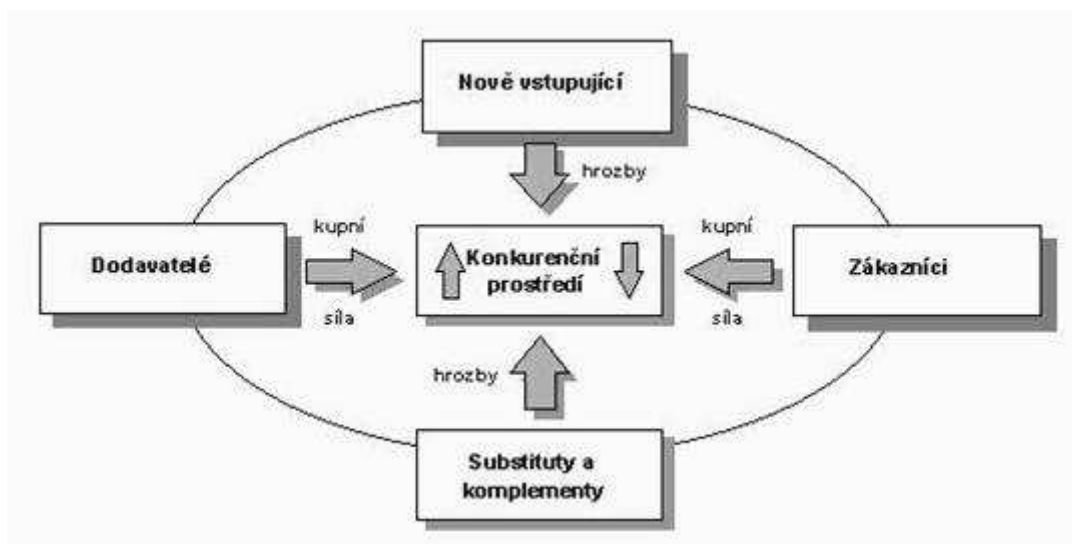 Nově vstupující
hrozby
kupní
kupní
Dodavatelé
Konkurenční
prostředí
Zákazníci
síla
síla
hrozby
Substituty a
komplementy